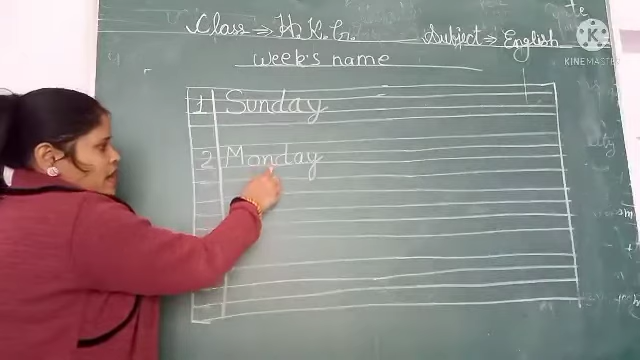 Class → H.K.G. Subject → English
week's name
1 Sunday
2 Monday
KINEMASTER